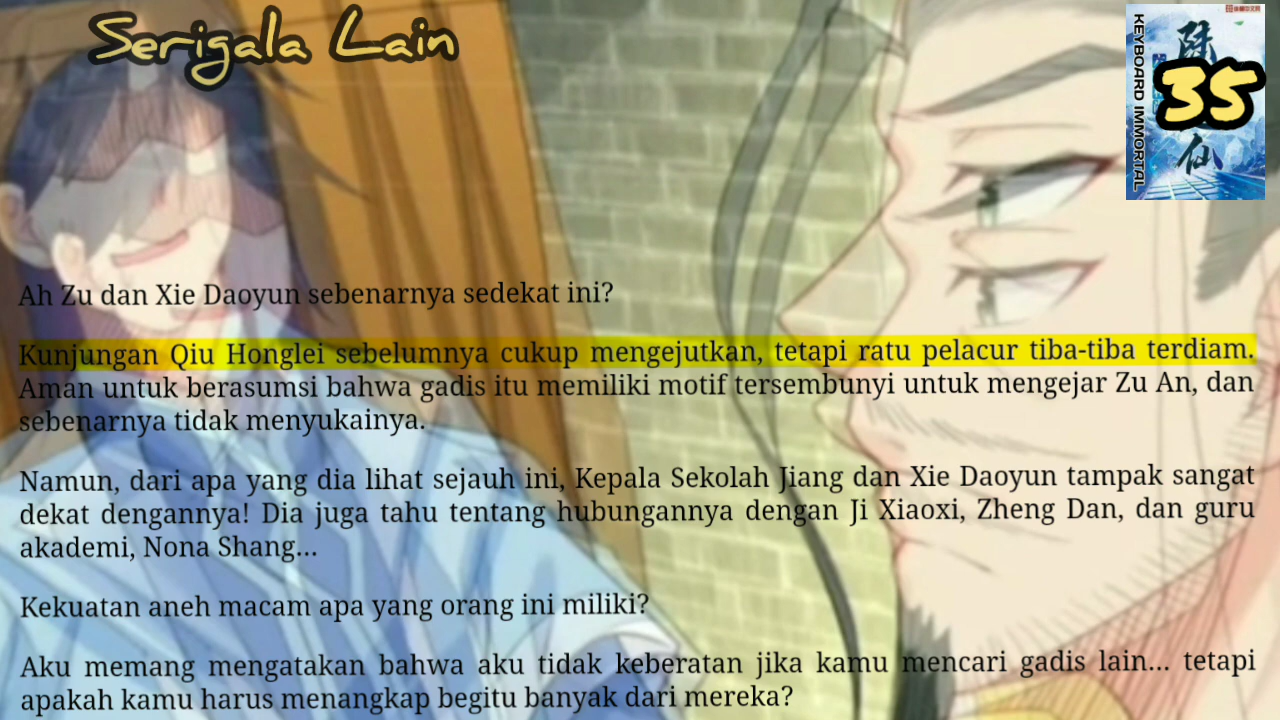 Serigala Lain
KEYBOARD IMMORTAL
35
仙
Ah Zu dan Xie Daoyun sebenarnya sedekat ini?
Kunjungan Qiu Honglei sebelumnya cukup mengejutkan, tetapi ratu pelacur tiba-tiba terdiam.
Aman untuk berasumsi bahwa gadis itu memiliki motif tersembunyi untuk mengejar Zu An, dan
sebenarnya tidak menyukainya.
Namun, dari apa yang dia lihat sejauh ini, Kepala Sekolah Jiang dan Xie Daoyun tampak sangat
dekat dengannya! Dia juga tahu tentang hubungannya dengan Ji Xiaoxi, Zheng Dan, dan guru
akademi, Nona Shang...
Kekuatan aneh macam apa yang orang ini miliki?
Aku memang mengatakan bahwa aku tidak keberatan jika kamu mencari gadis lain... tetapi
apakah kamu harus menangkap begitu banyak dari mereka?